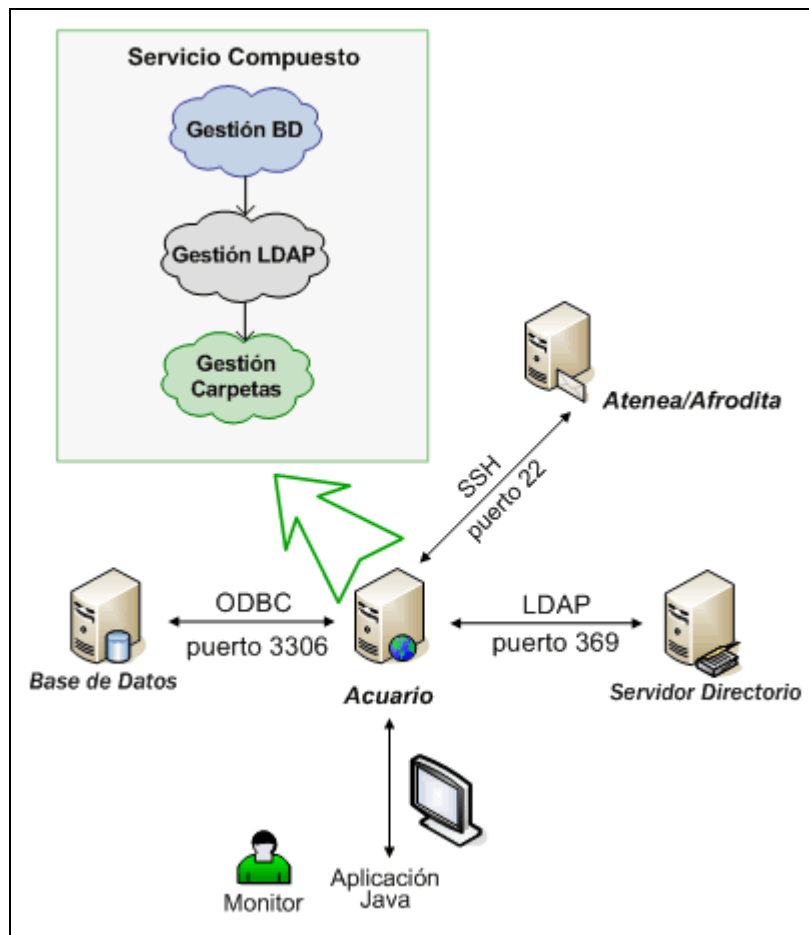 Servicio Compuesto
Gestión BD
Gestión LDAP
Gestión
Carpetas
Atenea/Afrodita
SSH
puerto 22
ODBC
puerto 3306
LDAP
puerto 369
Base de Datos
Acuario
Servidor Directorio
Monitor
Aplicación
Java